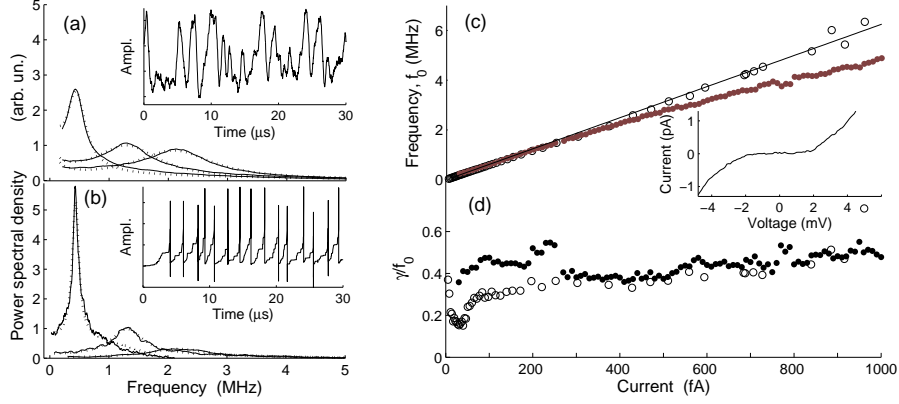 (a)
(arb. un.)
5
4
3
2
1
0
Ampl.
0 10 20 30
Time (μs)
(b)
Power spectral density
5
4
3
2
1
0
Ampl.
0 10 20 30
Time (μs)
0 1 2 3 4 5
Frequency (MHz)
(c)
Frequency, f0 (MHz)
6
4
2
0
Current (pA)
1
0
−1
−4 −2 0 2 4
Voltage (mV)
(d)
γ/f0
0.6
0.4
0.2
0
0 200 400 600 800 1000
Current (fA)